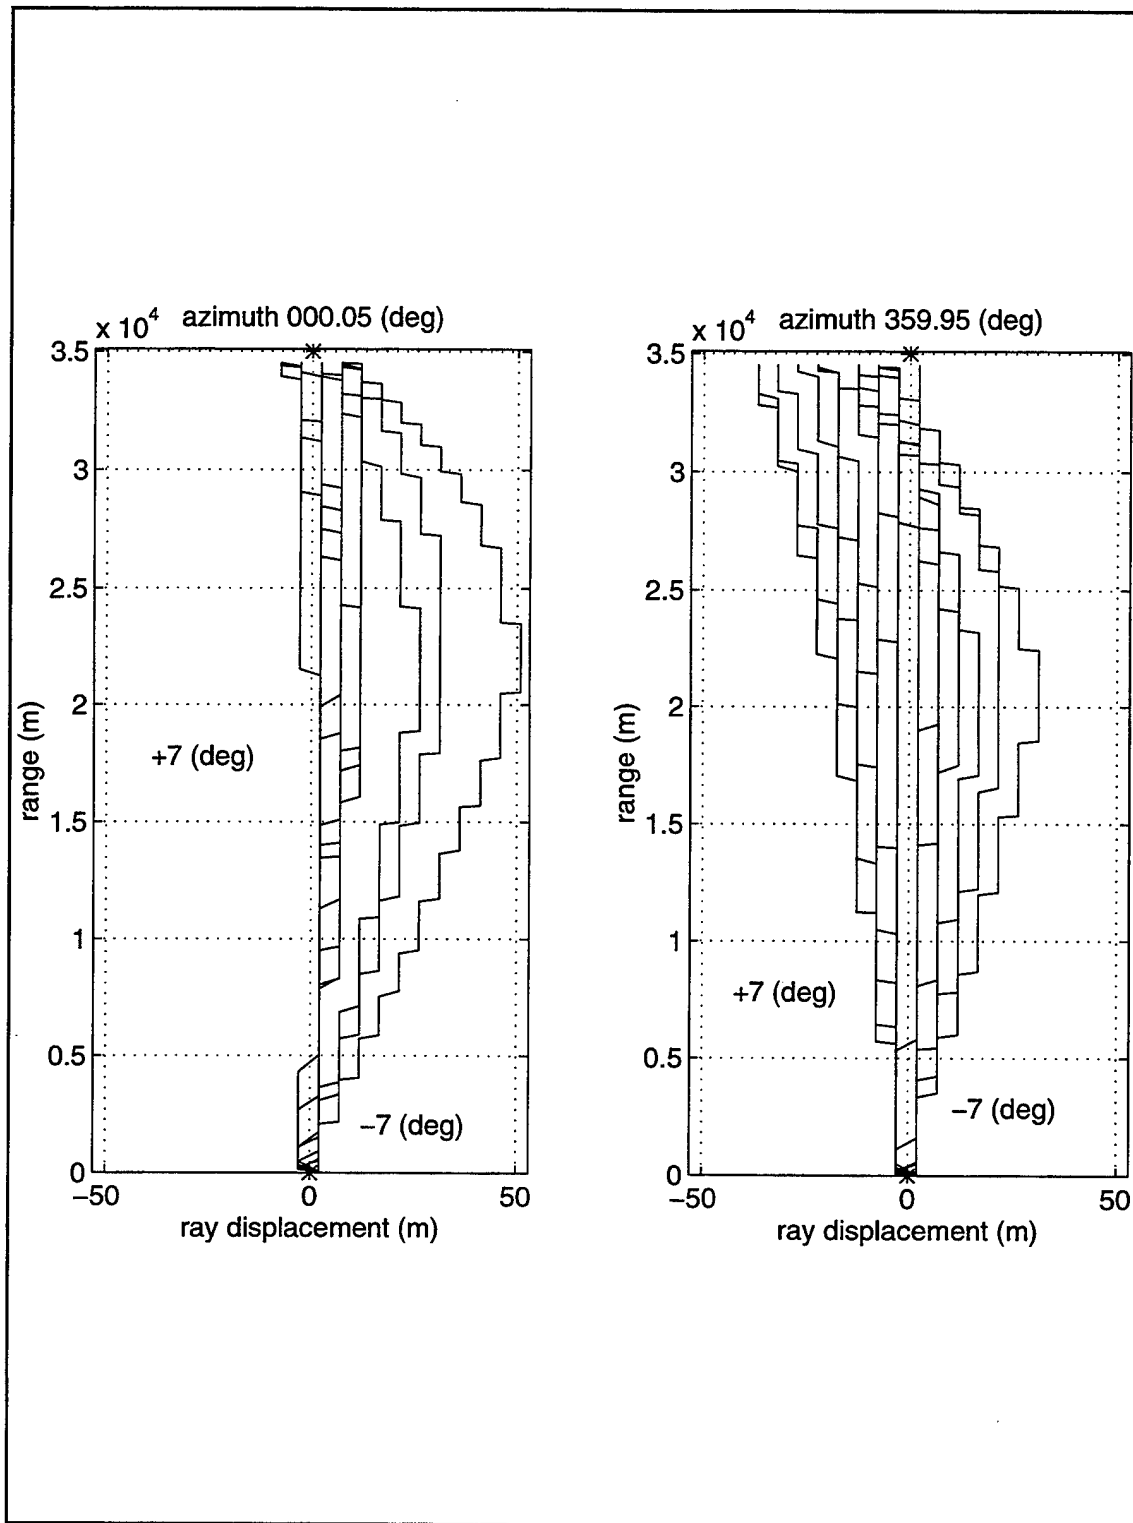 x 10^4 azimuth 000.05 (deg)
3.5
3
2.5
2
1.5
1
0.5
0
range (m)
+7 (deg)
−7 (deg)
−50 0 50
ray displacement (m)
x 10^4 azimuth 359.95 (deg)
3.5
3
2.5
2
1.5
1
0.5
0
range (m)
+7 (deg)
−7 (deg)
−50 0 50
ray displacement (m)